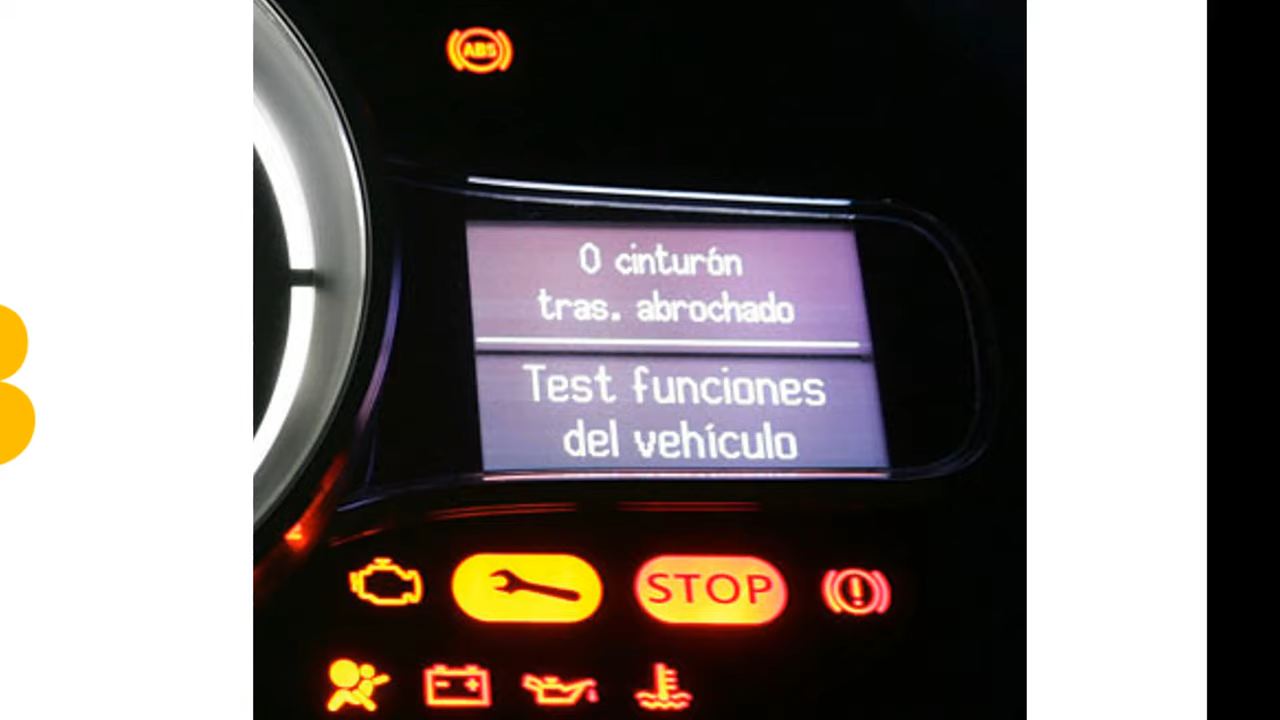 ABS
0 cinturón
tras. abrochado
Test funciones
del vehículo
STOP